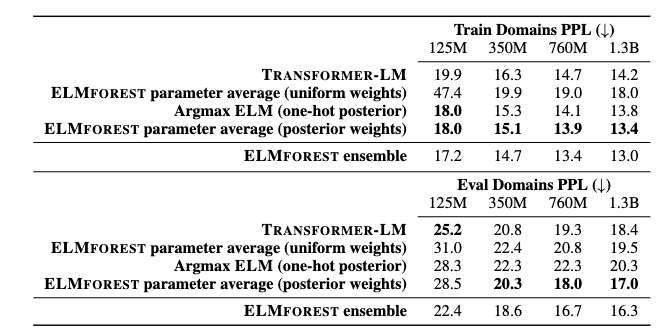 Train Domains PPL (↓)
125M 350M 760M 1.3B
TRANSFORMER-LM 19.9 16.3 14.7 14.2
ELMFOREST parameter average (uniform weights) 47.4 19.9 19.0 18.0
Argmax ELM (one-hot posterior) 18.0 15.3 14.1 13.8
ELMFOREST parameter average (posterior weights) 18.0 15.1 13.9 13.4
ELMFOREST ensemble 17.2 14.7 13.4 13.0
Eval Domains PPL (↓)
125M 350M 760M 1.3B
TRANSFORMER-LM 25.2 20.8 19.3 18.4
ELMFOREST parameter average (uniform weights) 31.0 22.4 20.8 19.5
Argmax ELM (one-hot posterior) 28.3 22.3 22.3 20.3
ELMFOREST parameter average (posterior weights) 28.5 20.3 18.0 17.0
ELMFOREST ensemble 22.4 18.6 16.7 16.3